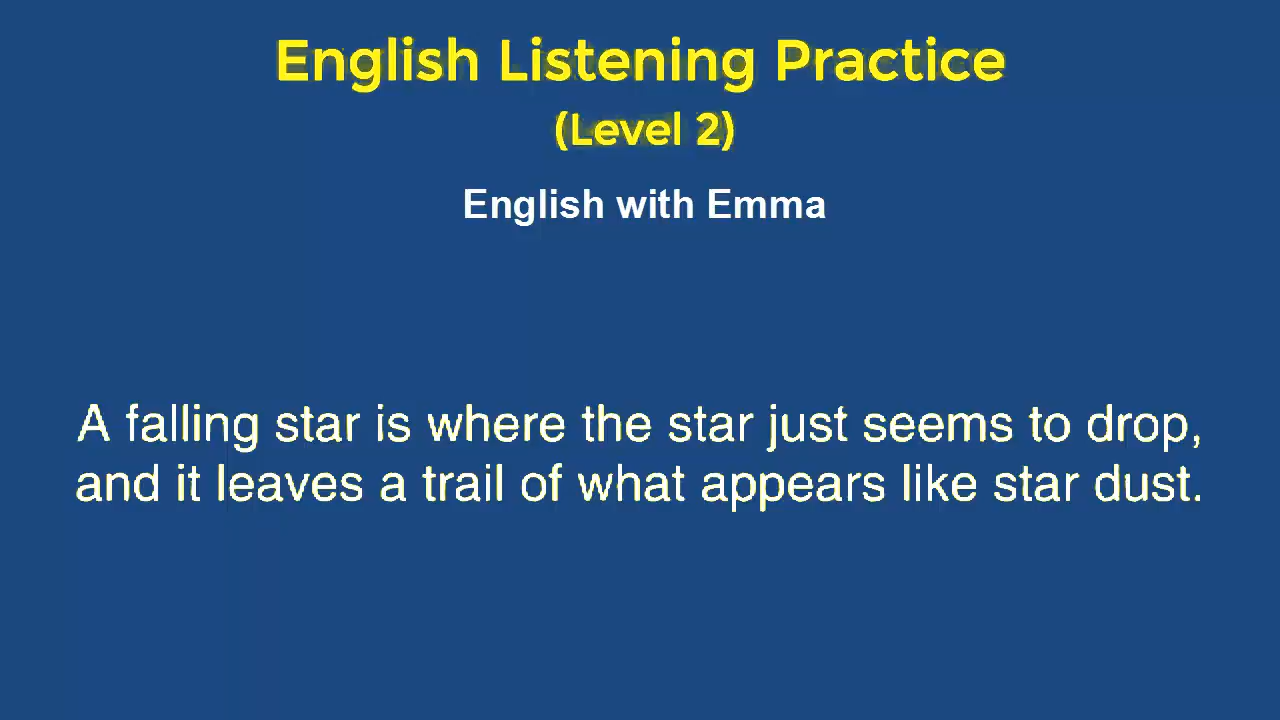 English Listening Practice
(Level 2)
English with Emma
A falling star is where the star just seems to drop,
and it leaves a trail of what appears like star dust.